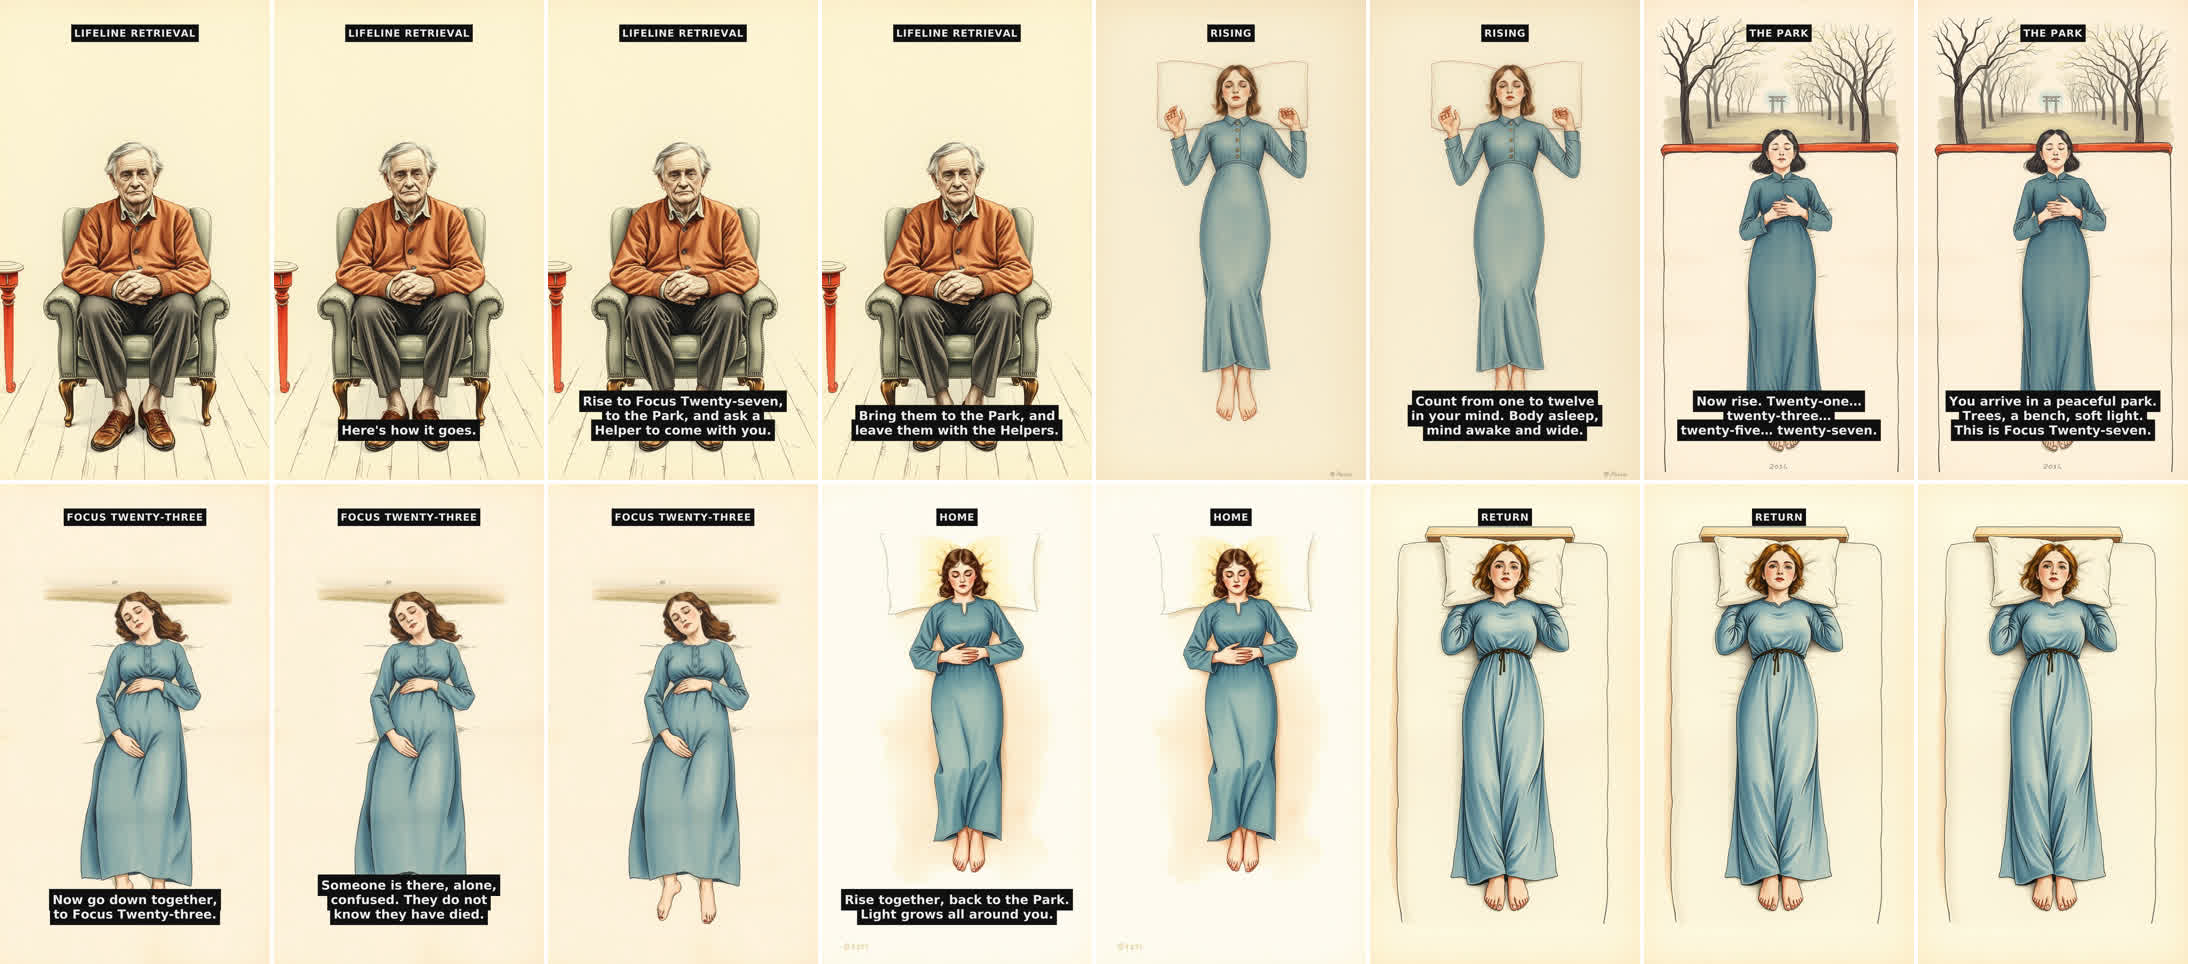 LIFELINE RETRIEVAL
LIFELINE RETRIEVAL
Here's how it goes.
LIFELINE RETRIEVAL
Rise to Focus Twenty-seven,
to the Park, and ask a
Helper to come with you.
LIFELINE RETRIEVAL
Bring them to the Park, and
leave them with the Helpers.
RISING
RISING
Count from one to twelve
in your mind. Body asleep,
mind awake and wide.
THE PARK
Now rise. Twenty-one...
twenty-three...
twenty-five... twenty-seven.
THE PARK
You arrive in a peaceful park.
Trees, a bench, soft light.
This is Focus Twenty-seven.
FOCUS TWENTY-THREE
Now go down together,
to Focus Twenty-three.
FOCUS TWENTY-THREE
Someone is there, alone,
confused. They do not
know they have died.
FOCUS TWENTY-THREE
HOME
Rise together, back to the Park.
Light grows all around you.
HOME
RETURN
RETURN